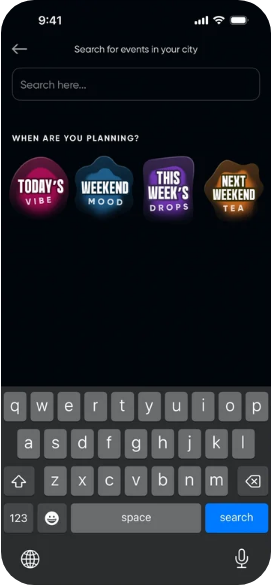 9:41
Search for events in your city
Search here...
WHEN ARE YOU PLANNING?
TODAY'S
VIBE
WEEKEND
MOOD
THIS
WEEK'S
DROPS
NEXT
WEEKEND
TEA
q w e r t y u i o p
a s d f g h j k l
z x c v b n m
123 space search